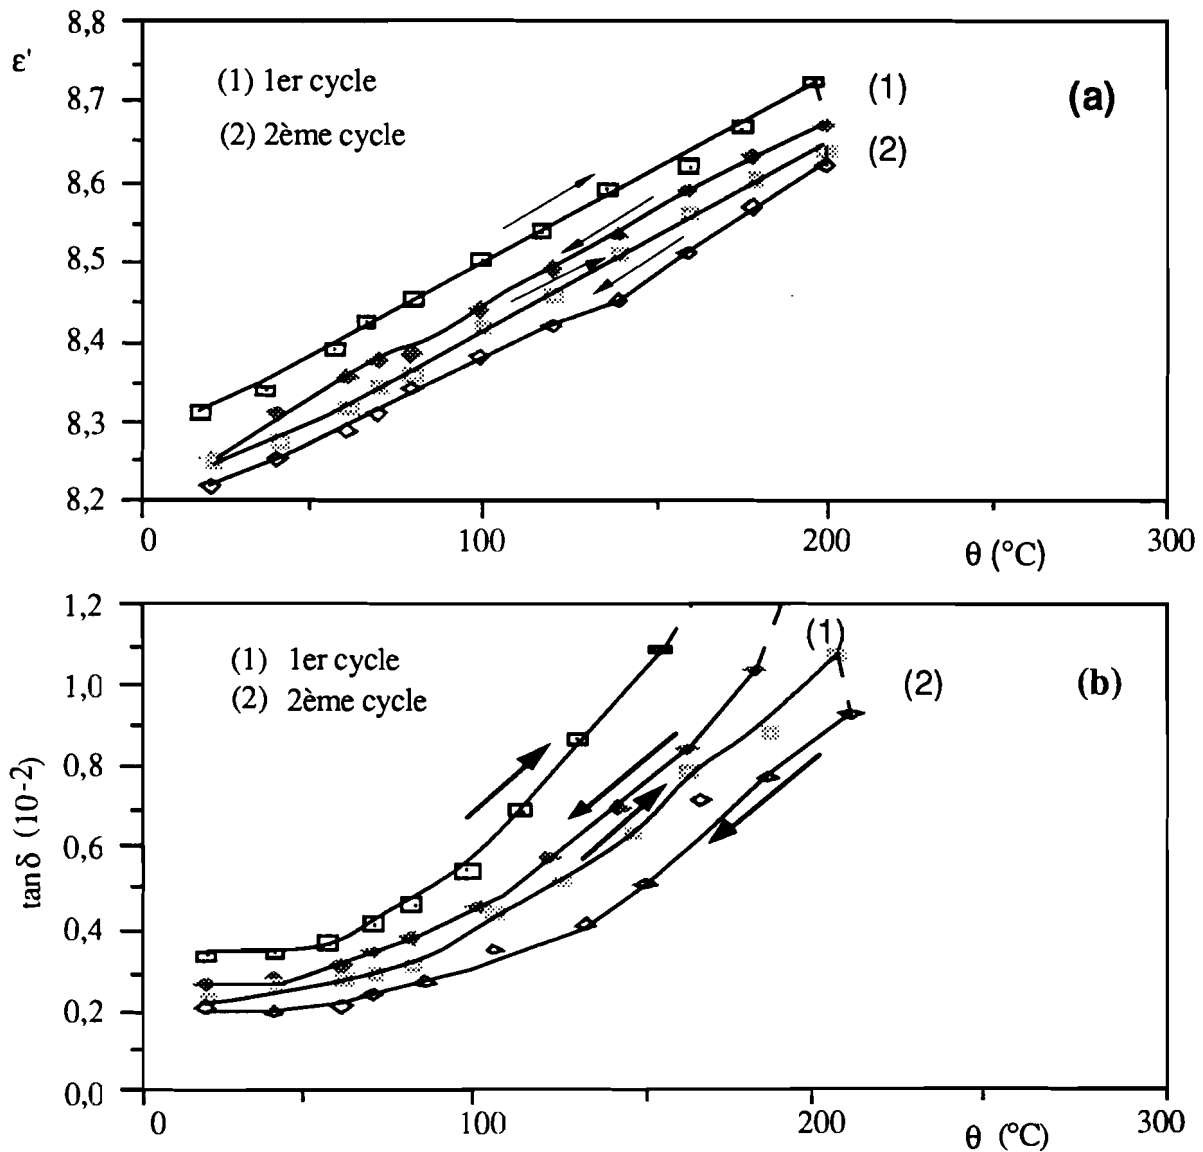 8,8
ε'
(1) 1er cycle
(1)
(a)
8,7
(2) 2ème cycle
(2)
8,6
8,5
8,4
8,3
8,2
0
100
200
300
θ (°C)
1,2
(1) 1er cycle
(1)
(2) 2ème cycle
(2)
(b)
1,0
0,8
tan δ (10-2)
0,6
0,4
0,2
0,0
0
100
200
300
θ (°C)